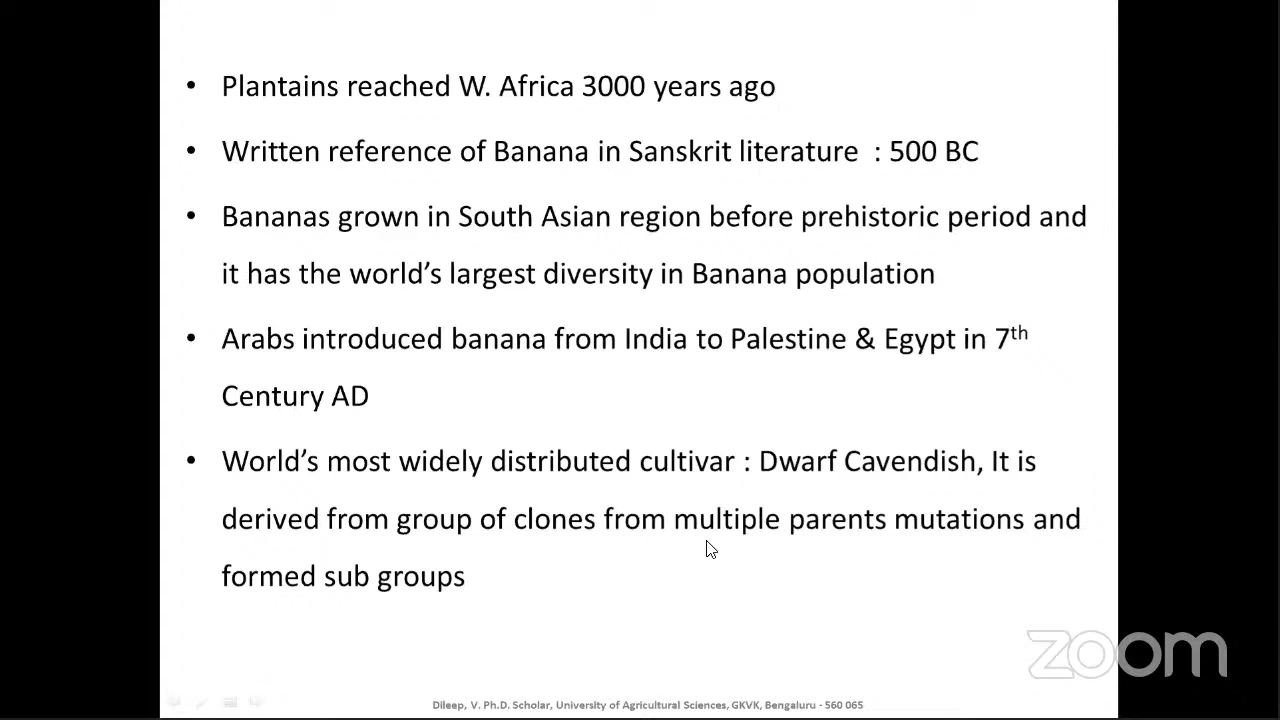 • Plantains reached W. Africa 3000 years ago
• Written reference of Banana in Sanskrit literature : 500 BC
• Bananas grown in South Asian region before prehistoric period and
it has the world’s largest diversity in Banana population
• Arabs introduced banana from India to Palestine & Egypt in 7th
Century AD
• World’s most widely distributed cultivar : Dwarf Cavendish, It is
derived from group of clones from multiple parents mutations and
formed sub groups
zoom
Dileep, V. Ph.D. Scholar, University of Agricultural Sciences, GKVK, Bengaluru - 560 065